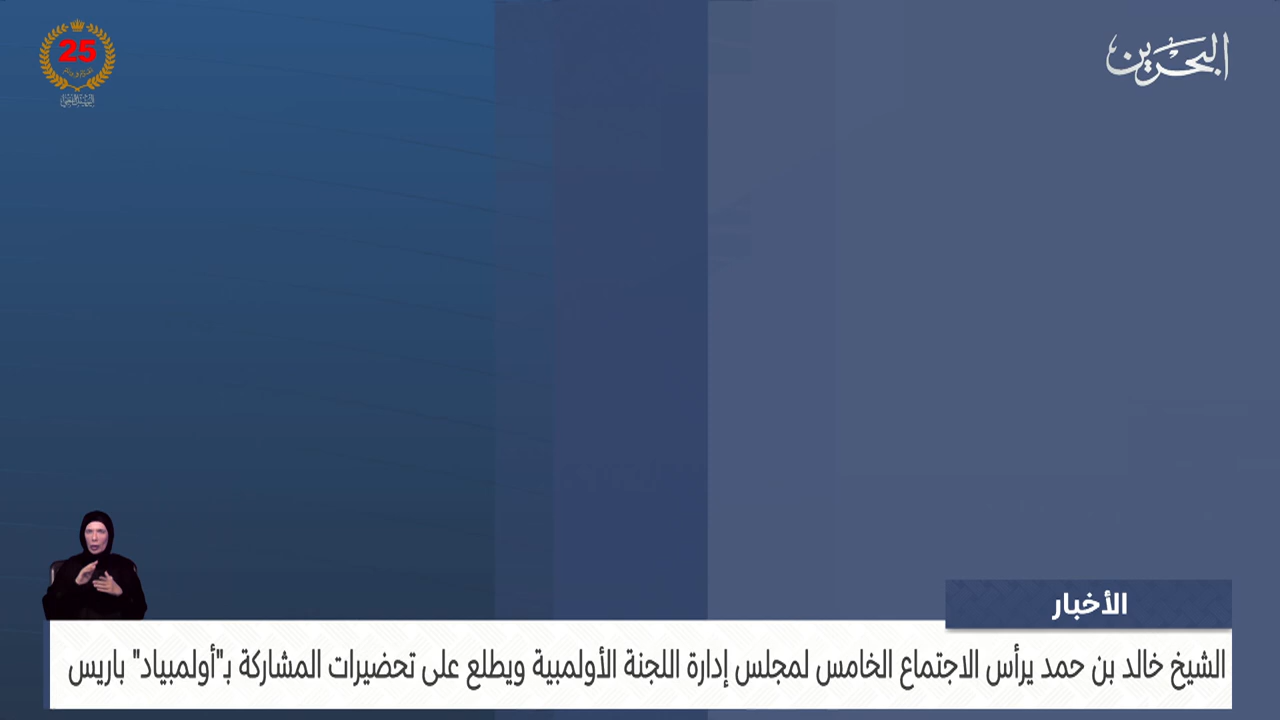 البحرين
25
الأخبار
الشيخ خالد بن حمد يرأس الاجتماع الخامس لمجلس إدارة اللجنة الأولمبية ويطلع على تحضيرات المشاركة بـ"أولمبياد" باريس